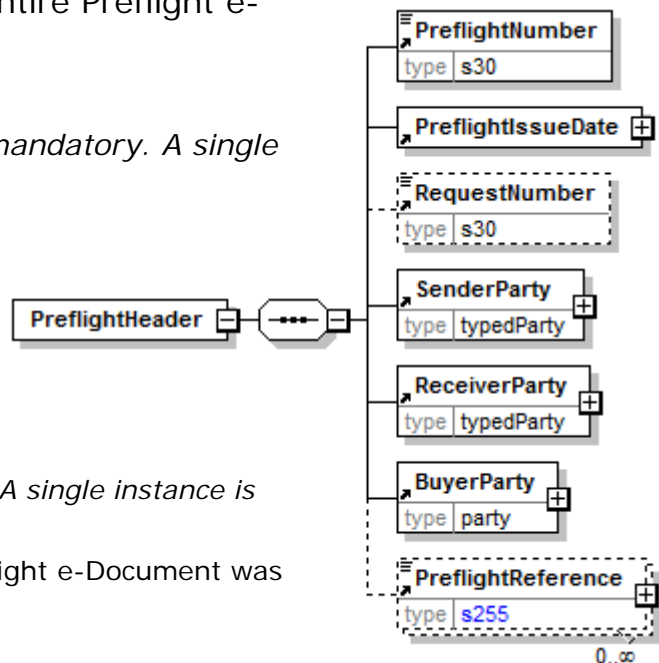 entire Preflight e-
mandatory. A single
A single instance is
ight e-Document was
PreflightHeader
PreflightNumber
type s30
PreflightIssueDate
RequestNumber
type s30
SenderParty
type typedParty
ReceiverParty
type typedParty
BuyerParty
type party
PreflightReference
type s255
0..∞